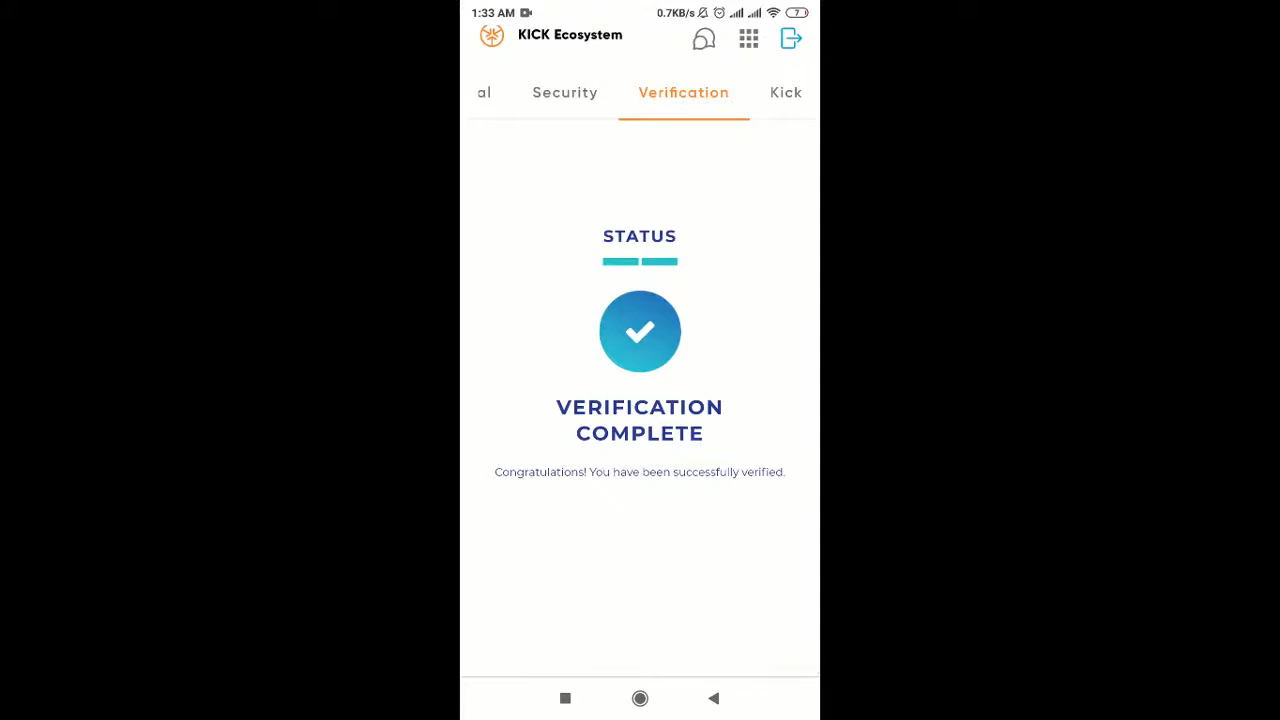 1:33 AM 0.7KB/s 7
KICK Ecosystem
al Security Verification Kick
STATUS
VERIFICATION
COMPLETE
Congratulations! You have been successfully verified.